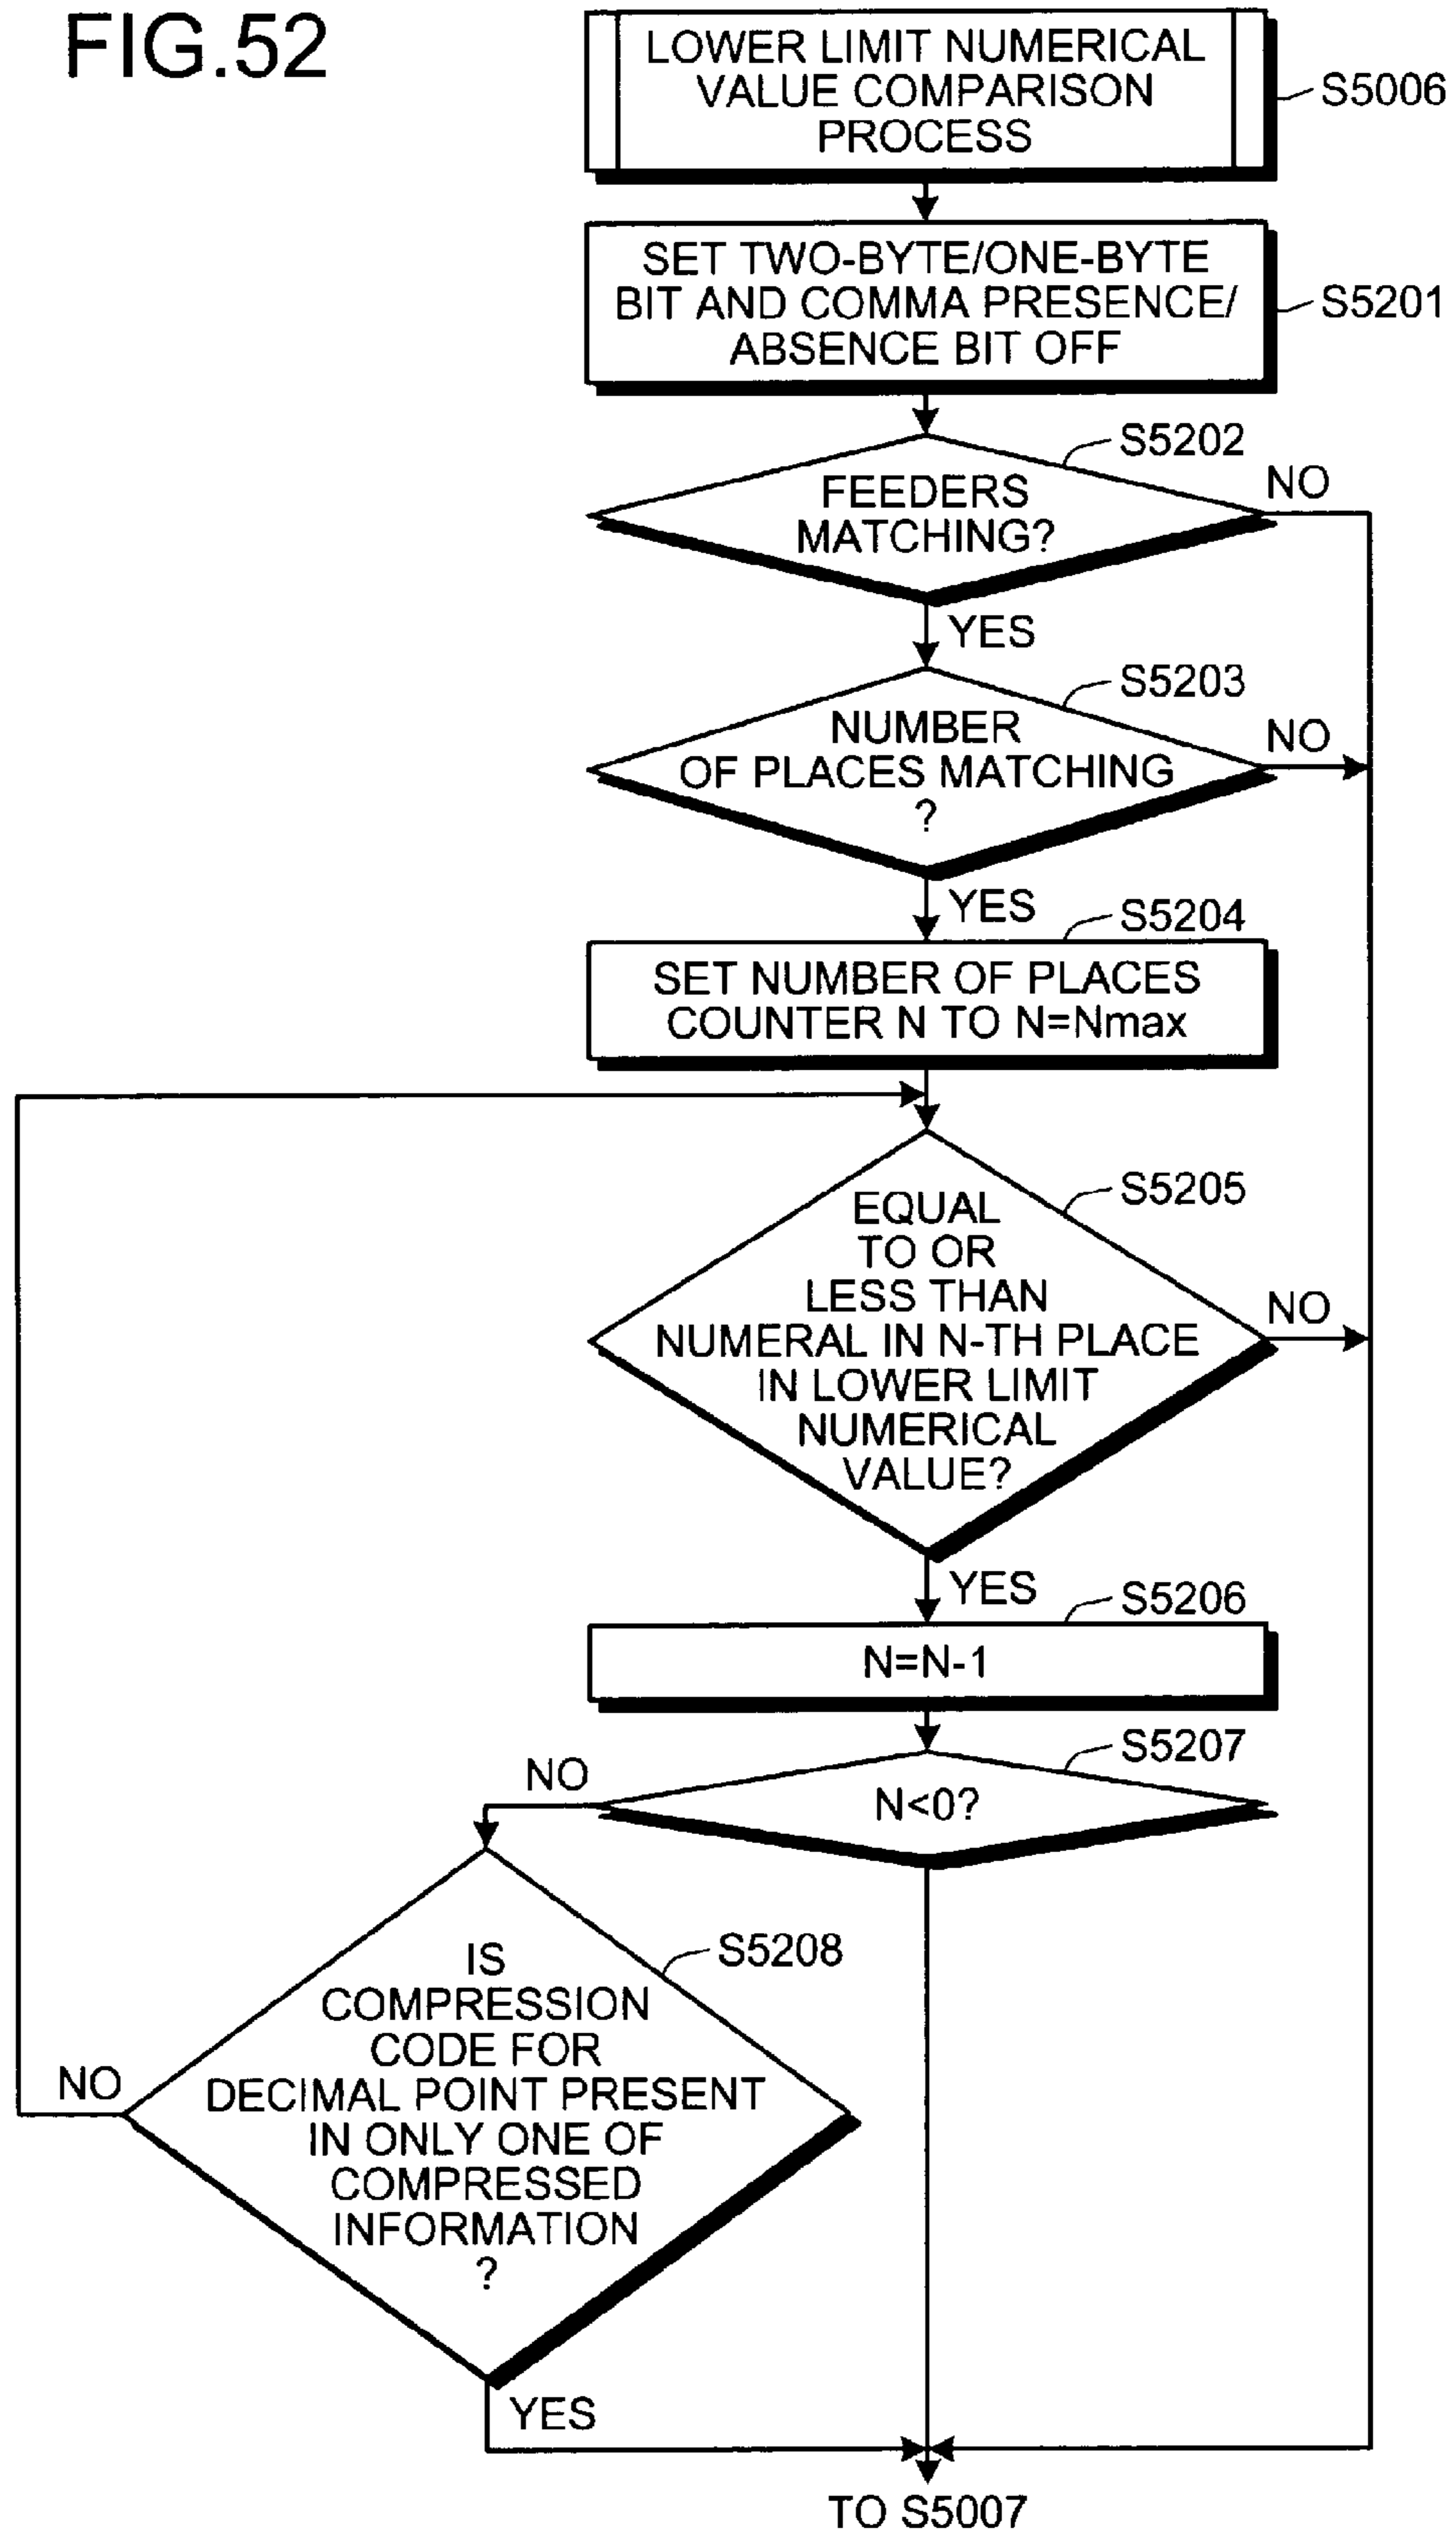 FIG.52
LOWER LIMIT NUMERICAL
VALUE COMPARISON
PROCESS
S5006
SET TWO-BYTE/ONE-BYTE
BIT AND COMMA PRESENCE/
ABSENCE BIT OFF
S5201
S5202
FEEDERS
MATCHING?
NO
YES
S5203
NUMBER
OF PLACES MATCHING
?
NO
YES
S5204
SET NUMBER OF PLACES
COUNTER N TO N=Nmax
S5205
EQUAL
TO OR
LESS THAN
NUMERAL IN N-TH PLACE
IN LOWER LIMIT
NUMERICAL
VALUE?
NO
YES
S5206
N=N-1
S5207
NO
N<0?
S5208
IS
COMPRESSION
CODE FOR
DECIMAL POINT PRESENT
IN ONLY ONE OF
COMPRESSED
INFORMATION
?
NO
YES
TO S5007